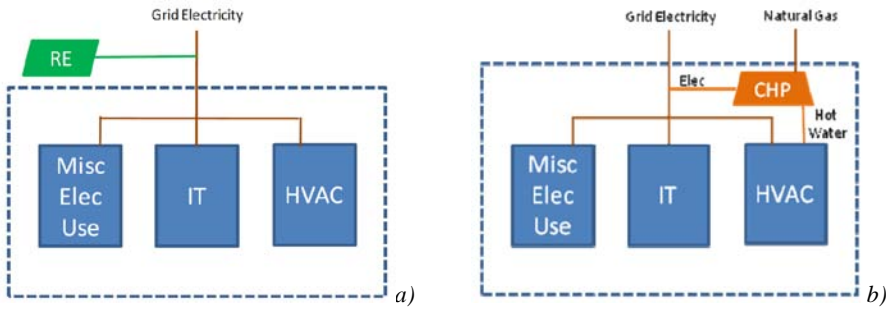 Grid Electricity
RE
Misc
Elec
Use
IT
HVAC
a)
Grid Electricity
Natural Gas
Elec
CHP
Hot
Water
Misc
Elec
Use
IT
HVAC
b)